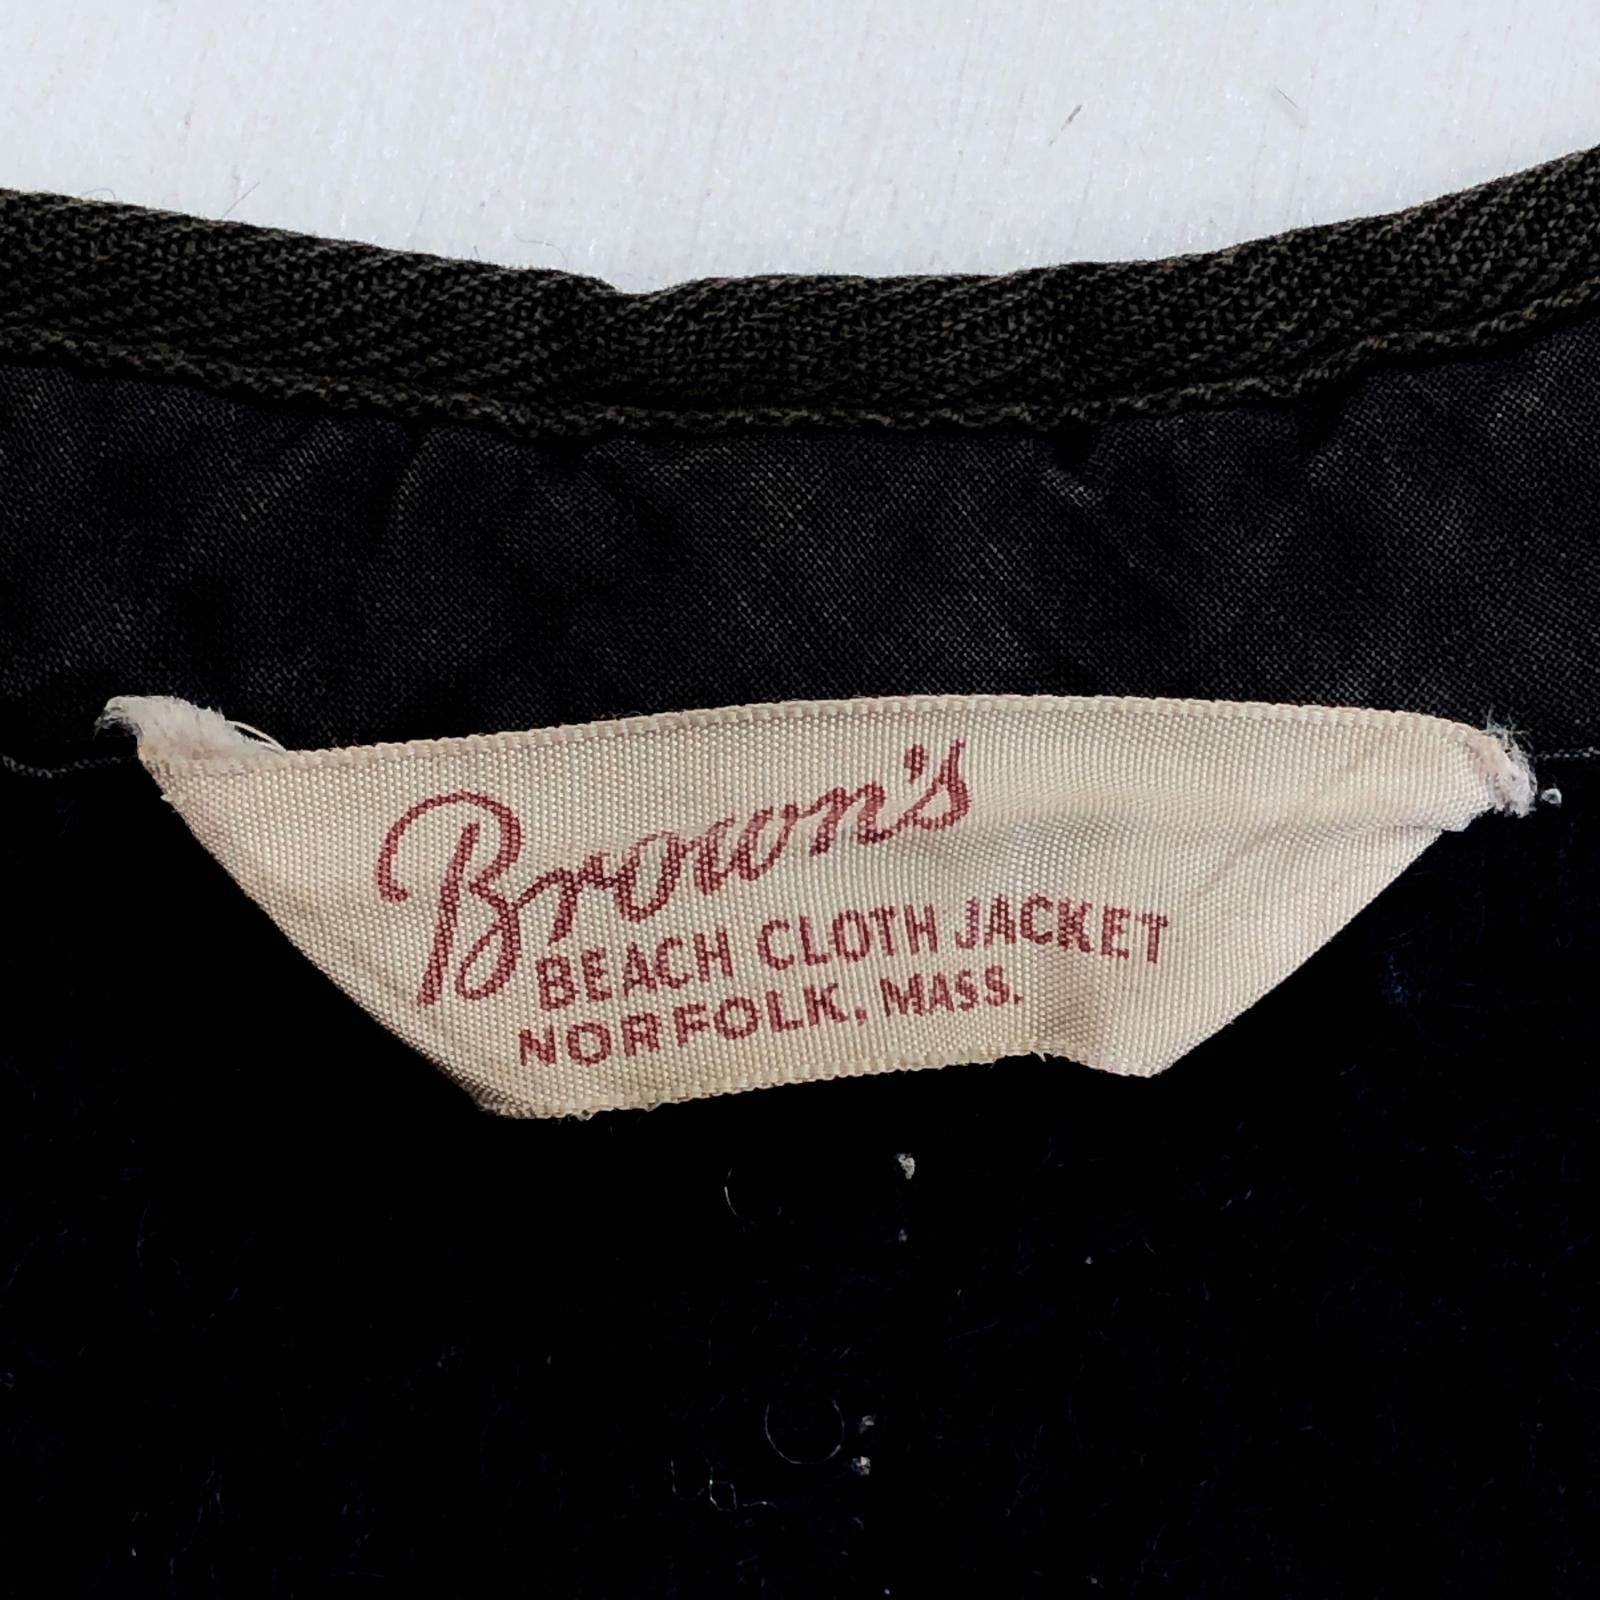 Brown's
BEACH CLOTH JACKET
NORFOLK, MASS.